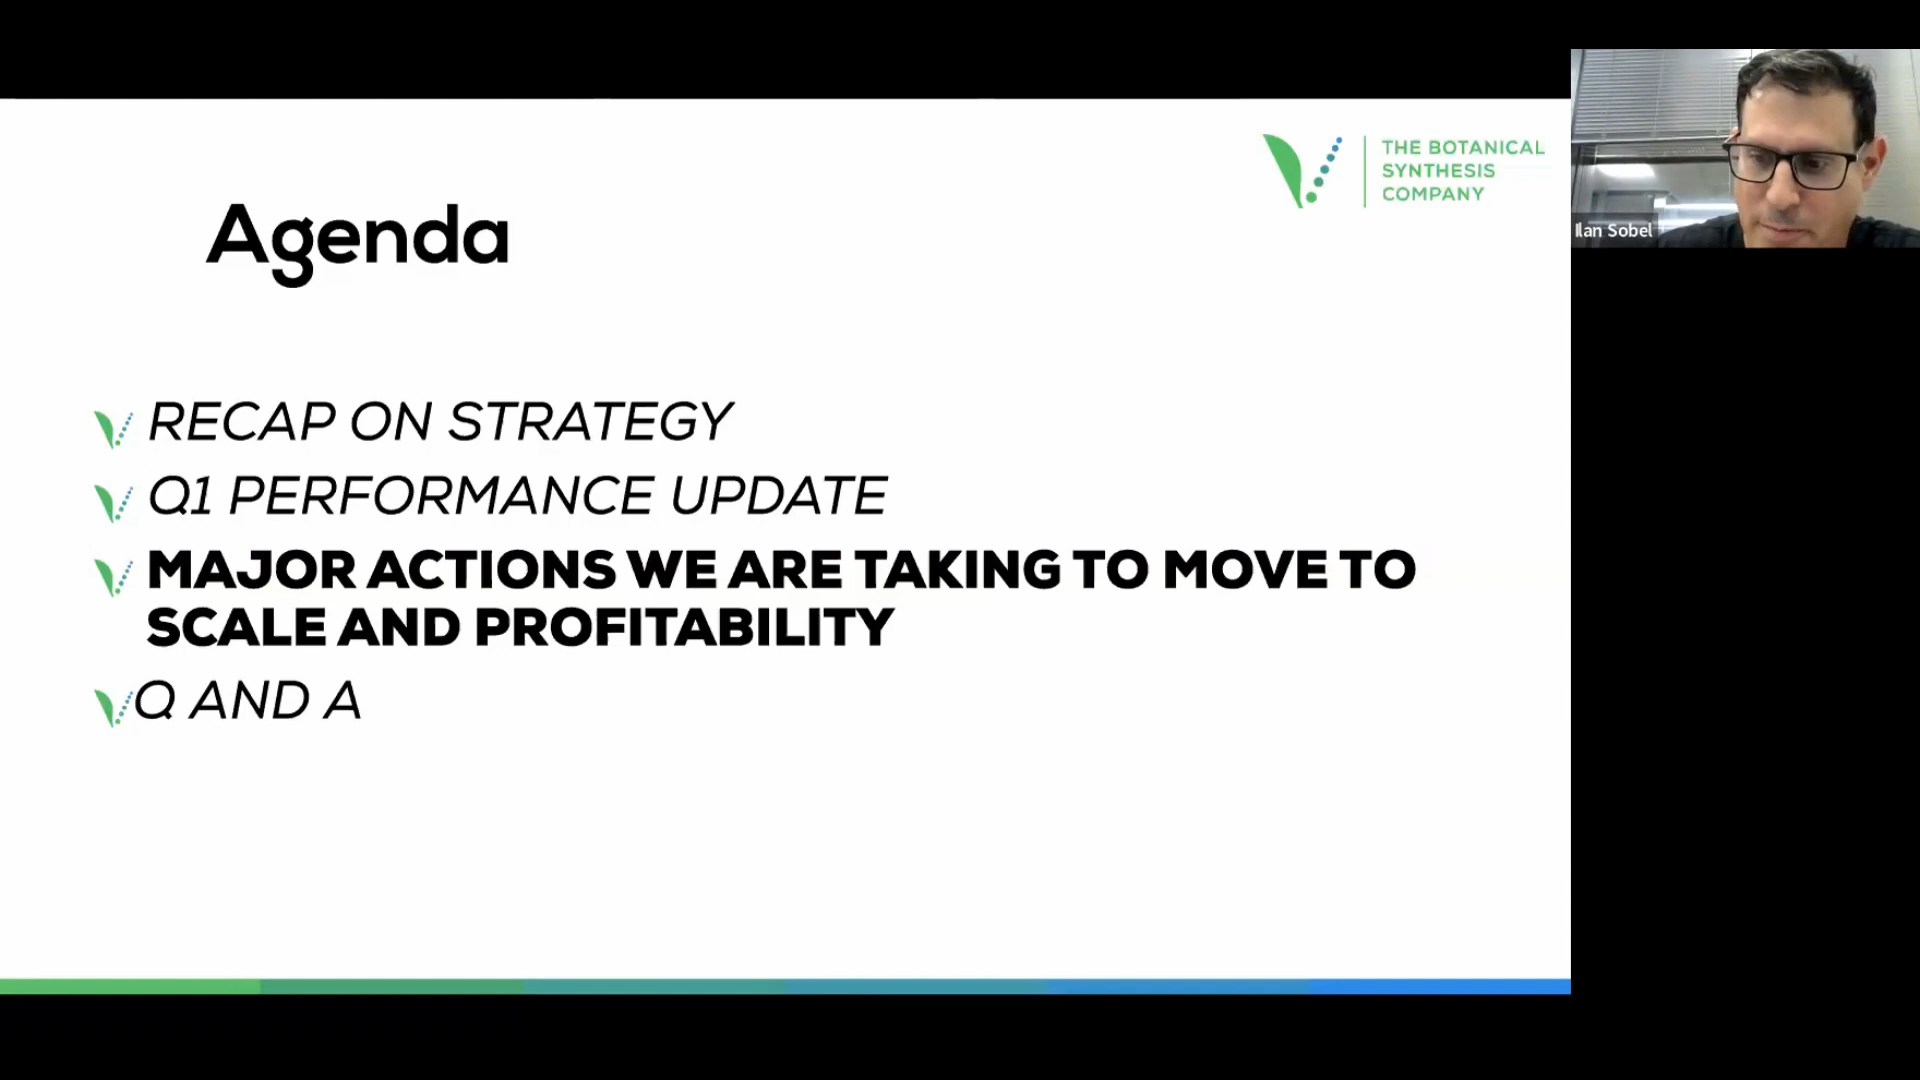 THE BOTANICAL
SYNTHESIS
COMPANY
Ilan Sobel
Agenda
RECAP ON STRATEGY
Q1 PERFORMANCE UPDATE
MAJOR ACTIONS WE ARE TAKING TO MOVE TO
SCALE AND PROFITABILITY
Q AND A